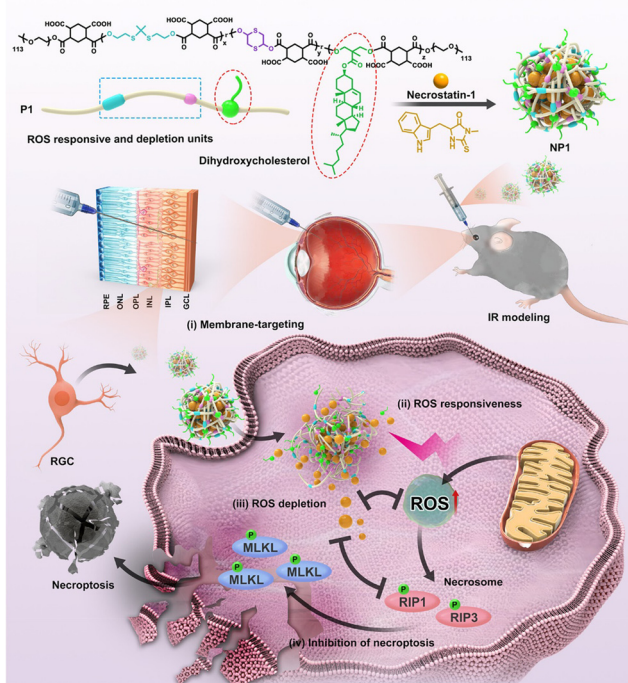 HOOC COOH
HOOC COOH
HOOC COOH
113
O
O
O
x
r
S
S
y
r
z
113
HOOC COOH
HOOC COOH
P1
ROS responsive and depletion units
Dihydroxycholesterol
Necrostatin-1
NP1
RPE
ONL
OPL
INL
IPL
GCL
(i) Membrane-targeting
IR modeling
RGC
(ii) ROS responsiveness
(iii) ROS depletion
ROS
P
MLKL
P
MLKL
P
MLKL
Necroptosis
Necrosome
P
RIP1
P
RIP3
(iv) Inhibition of necroptosis